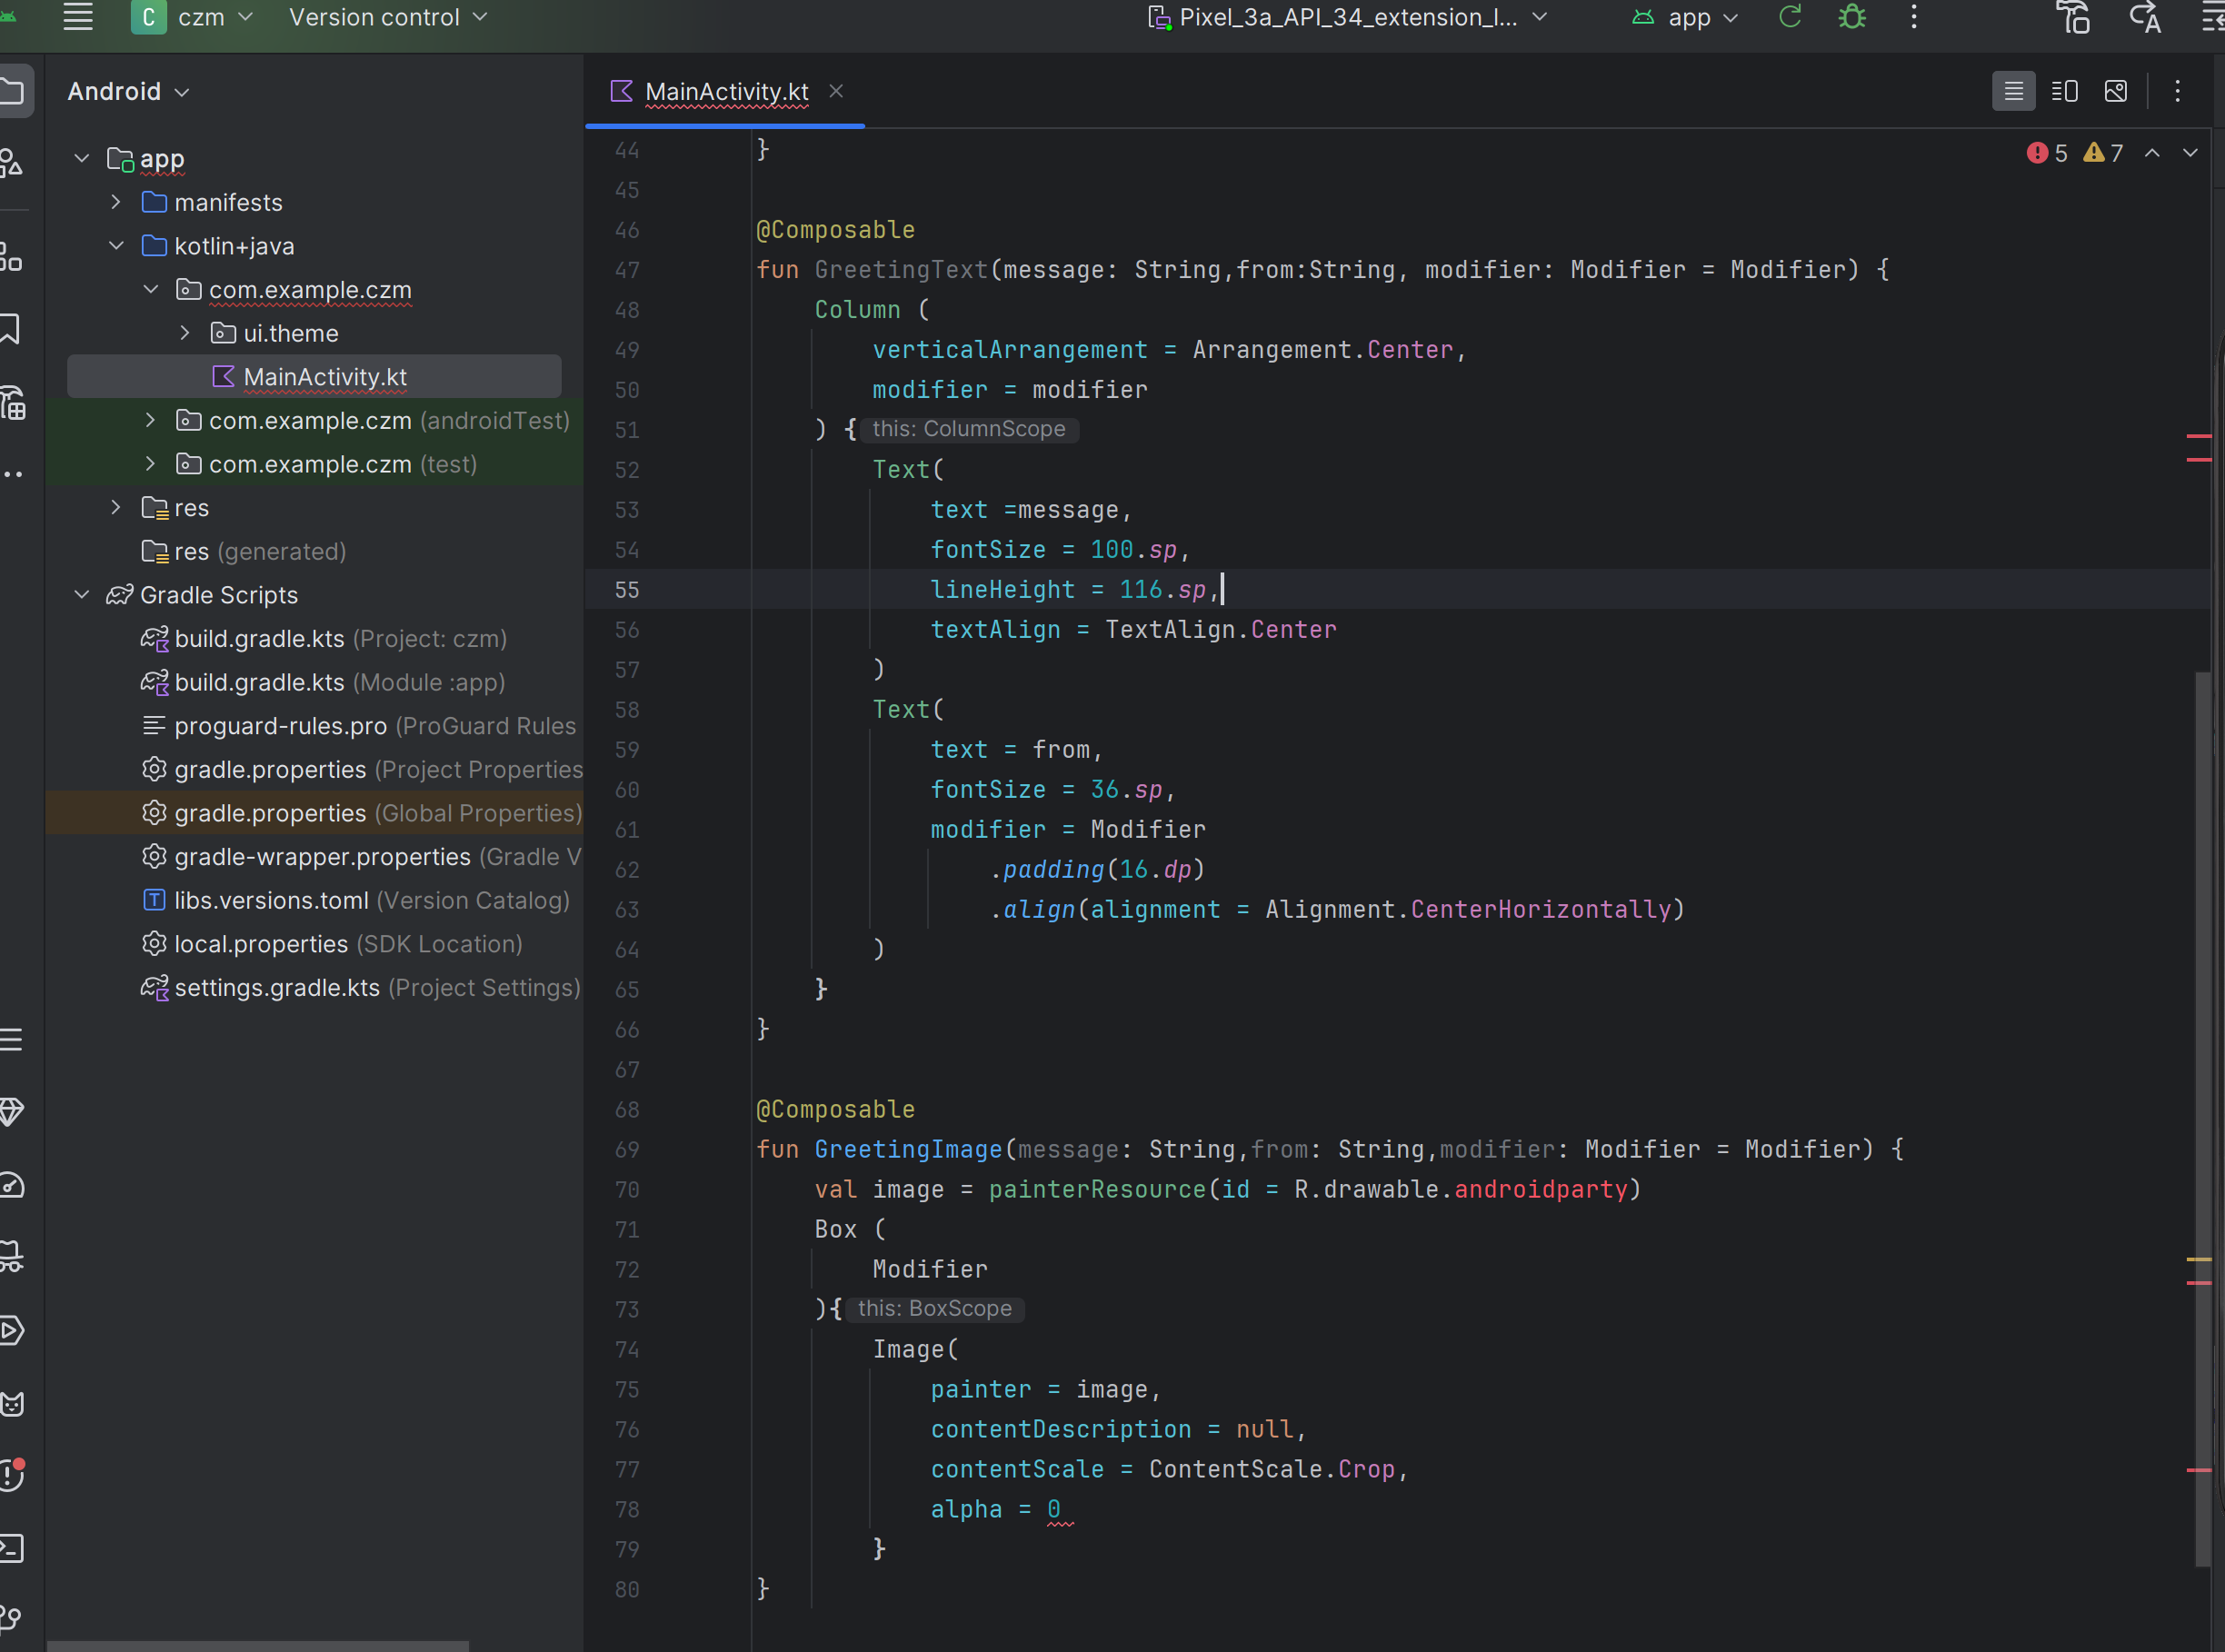 C czm Version control Pixel_3a_API_34_extension_l... app
Android
app
manifests
kotlin+java
com.example.czm
ui.theme
MainActivity.kt
com.example.czm (androidTest)
com.example.czm (test)
res
res (generated)
Gradle Scripts
build.gradle.kts (Project: czm)
build.gradle.kts (Module :app)
proguard-rules.pro (ProGuard Rules
gradle.properties (Project Properties
gradle.properties (Global Properties)
gradle-wrapper.properties (Gradle V
libs.versions.toml (Version Catalog)
local.properties (SDK Location)
settings.gradle.kts (Project Settings)
MainActivity.kt
5 7
44 }
45
46 @Composable
47 fun GreetingText(message: String,from:String, modifier: Modifier = Modifier) {
48 Column (
49 verticalArrangement = Arrangement.Center,
50 modifier = modifier
51 ) { this: ColumnScope
52 Text(
53 text =message,
54 fontSize = 100.sp,
55 lineHeight = 116.sp,
56 textAlign = TextAlign.Center
57 )
58 Text(
59 text = from,
60 fontSize = 36.sp,
61 modifier = Modifier
62 .padding(16.dp)
63 .align(alignment = Alignment.CenterHorizontally)
64 )
65 }
66 }
67
68 @Composable
69 fun GreetingImage(message: String,from: String,modifier: Modifier = Modifier) {
70 val image = painterResource(id = R.drawable.androidparty)
71 Box (
72 Modifier
73 ){ this: BoxScope
74 Image(
75 painter = image,
76 contentDescription = null,
77 contentScale = ContentScale.Crop,
78 alpha = 0
79 }
80 }